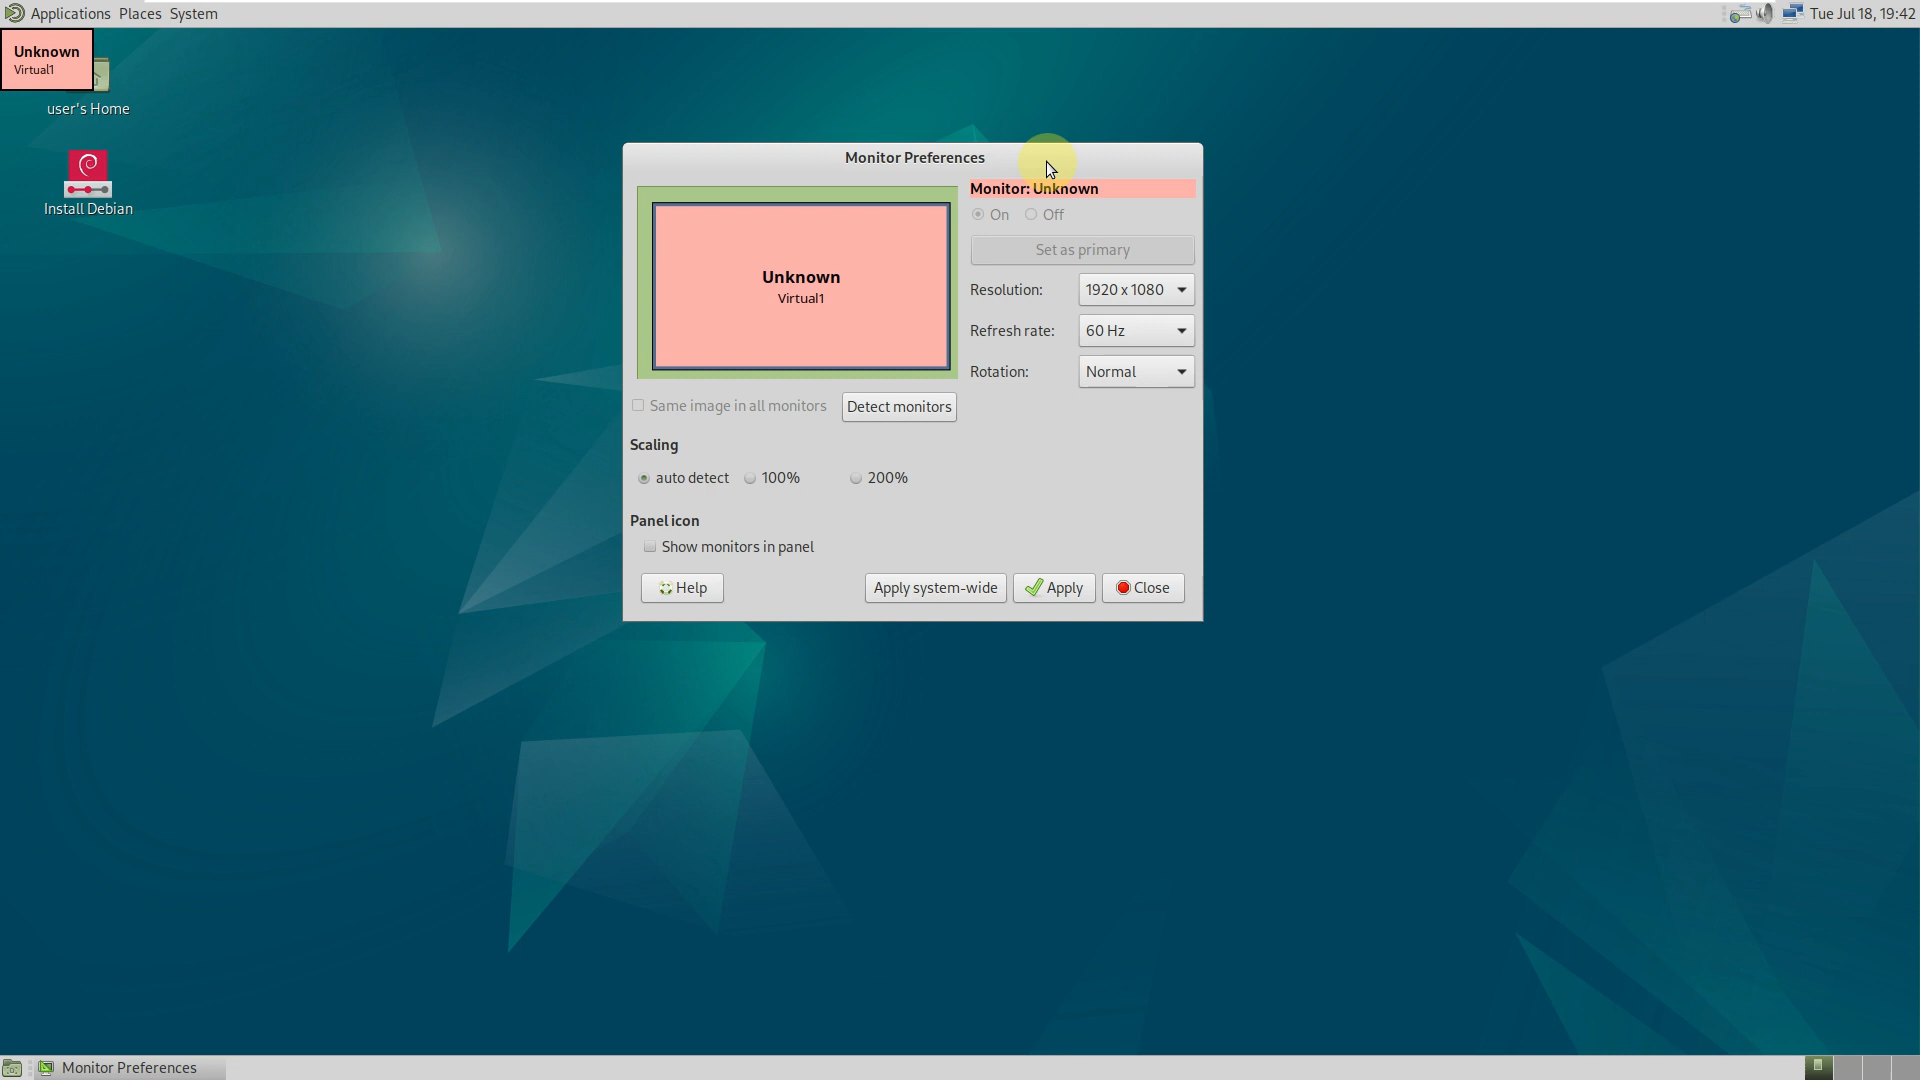 Applications Places System
Tue Jul 18, 19:42
Unknown
Virtual1
user's Home
Install Debian
Monitor Preferences
Unknown
Virtual1
Monitor: Unknown
On Off
Set as primary
Resolution: 1920 x 1080
Refresh rate: 60 Hz
Rotation: Normal
Same image in all monitors Detect monitors
Scaling
auto detect 100% 200%
Panel icon
Show monitors in panel
Help Apply system-wide Apply Close
Monitor Preferences